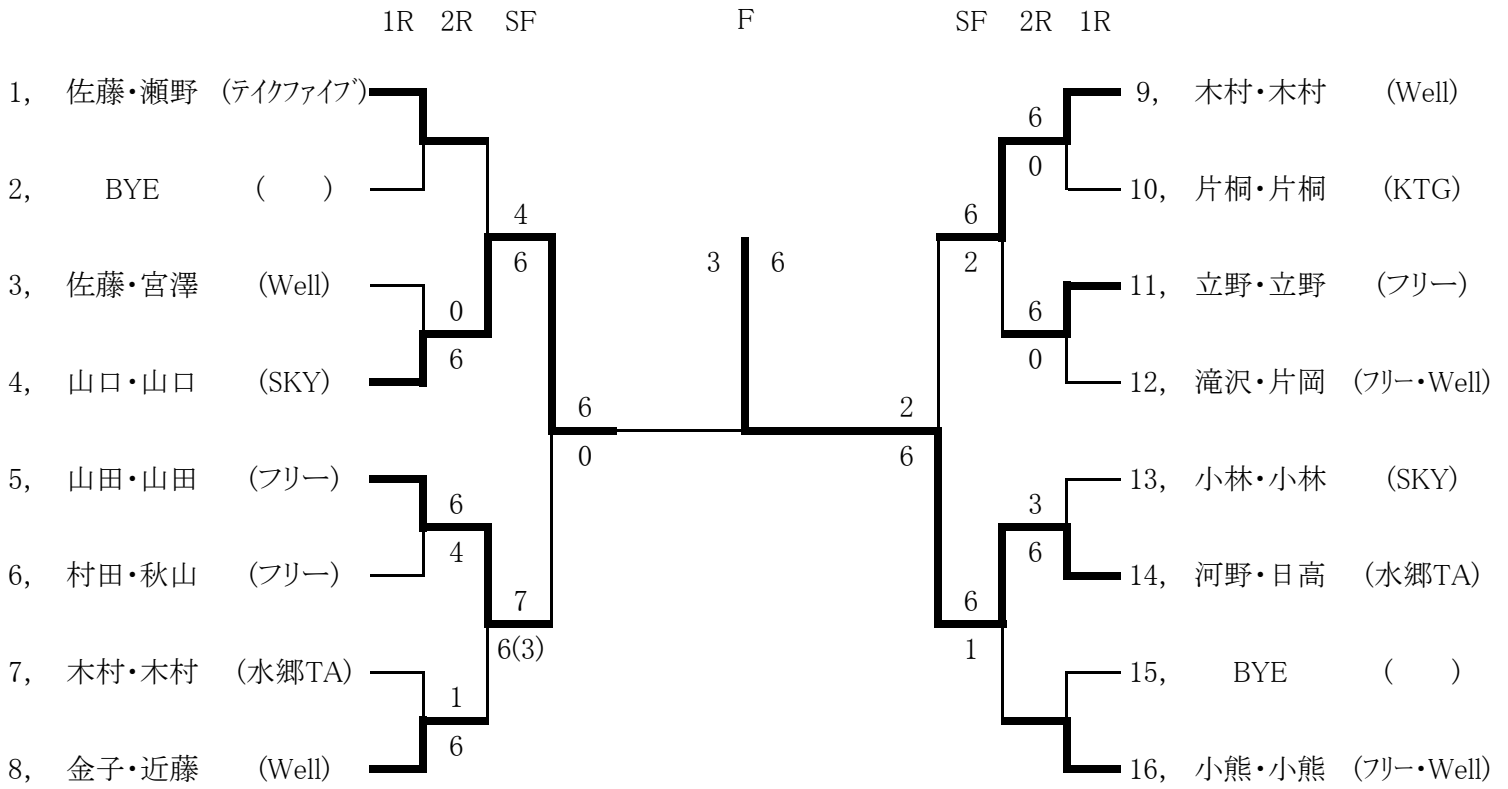 1R 2R SF F SF 2R 1R
1, 佐藤・瀬野 (テイクファイブ) 9, 木村・木村 (Well)
6
0
2, BYE ( ) 10, 片桐・片桐 (KTG)
4 6
6 3 6 2
3, 佐藤・宮澤 (Well) 11, 立野・立野 (フリー)
0 6
6 0
4, 山口・山口 (SKY) 12, 滝沢・片岡 (フリー・Well)
6 2
0 6
5, 山田・山田 (フリー) 13, 小林・小林 (SKY)
6 3
4 6
6, 村田・秋山 (フリー) 14, 河野・日高 (水郷TA)
7 6
6(3) 1
7, 木村・木村 (水郷TA) 15, BYE ( )
1
6
8, 金子・近藤 (Well) 16, 小熊・小熊 (フリー・Well)